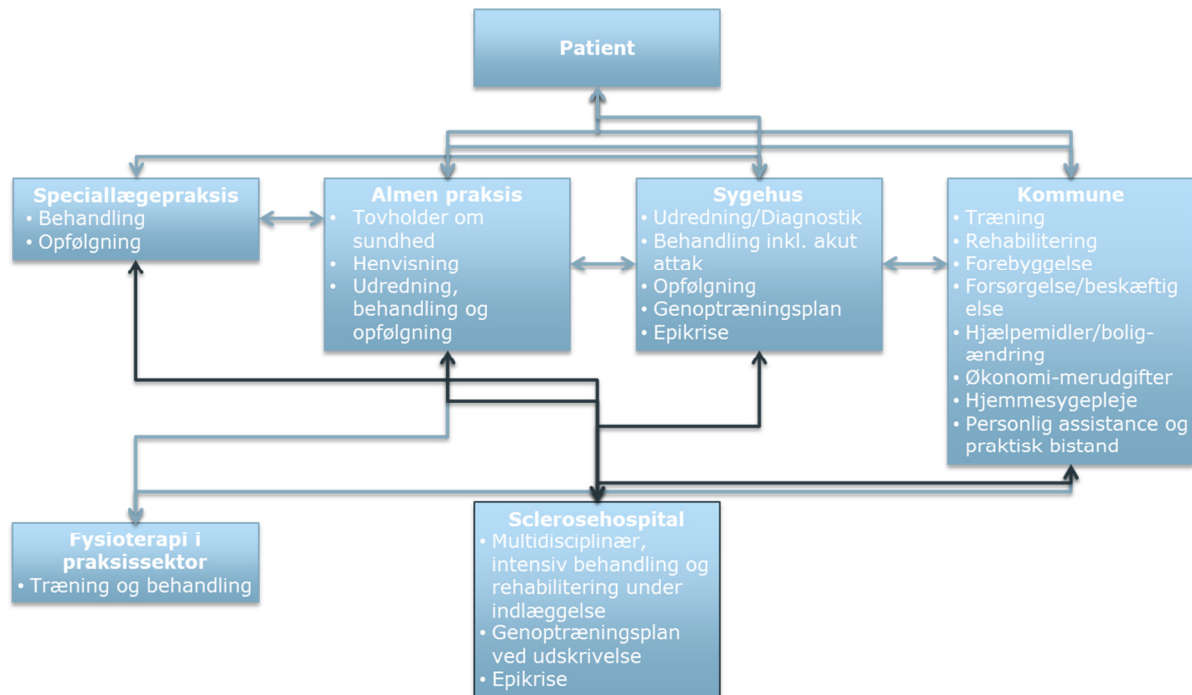 Patient
Speciallægepraksis
• Behandling
• Opfølgning
Almen praksis
• Tovholder om
sundhed
• Henvisning
• Udredning,
behandling og
opfølgning
Sygehus
• Udredning/Diagnostik
• Behandling inkl. akut
attak
• Opfølgning
• Genoptræningsplan
• Epikrise
Kommune
• Træning
• Rehabilitering
• Forebyggelse
• Forsørgelse/beskæftig
else
• Hjælpemidler/bolig-
ændring
• Økonomi-merudgifter
• Hjemmesygepleje
• Personlig assistance og
praktisk bistand
Fysioterapi i
praksissektor
• Træning og behandling
Sclerosehospital
• Multidisciplinær,
intensiv behandling og
rehabilitering under
indlæggelse
• Genoptræningsplan
ved udskrivelse
• Epikrise